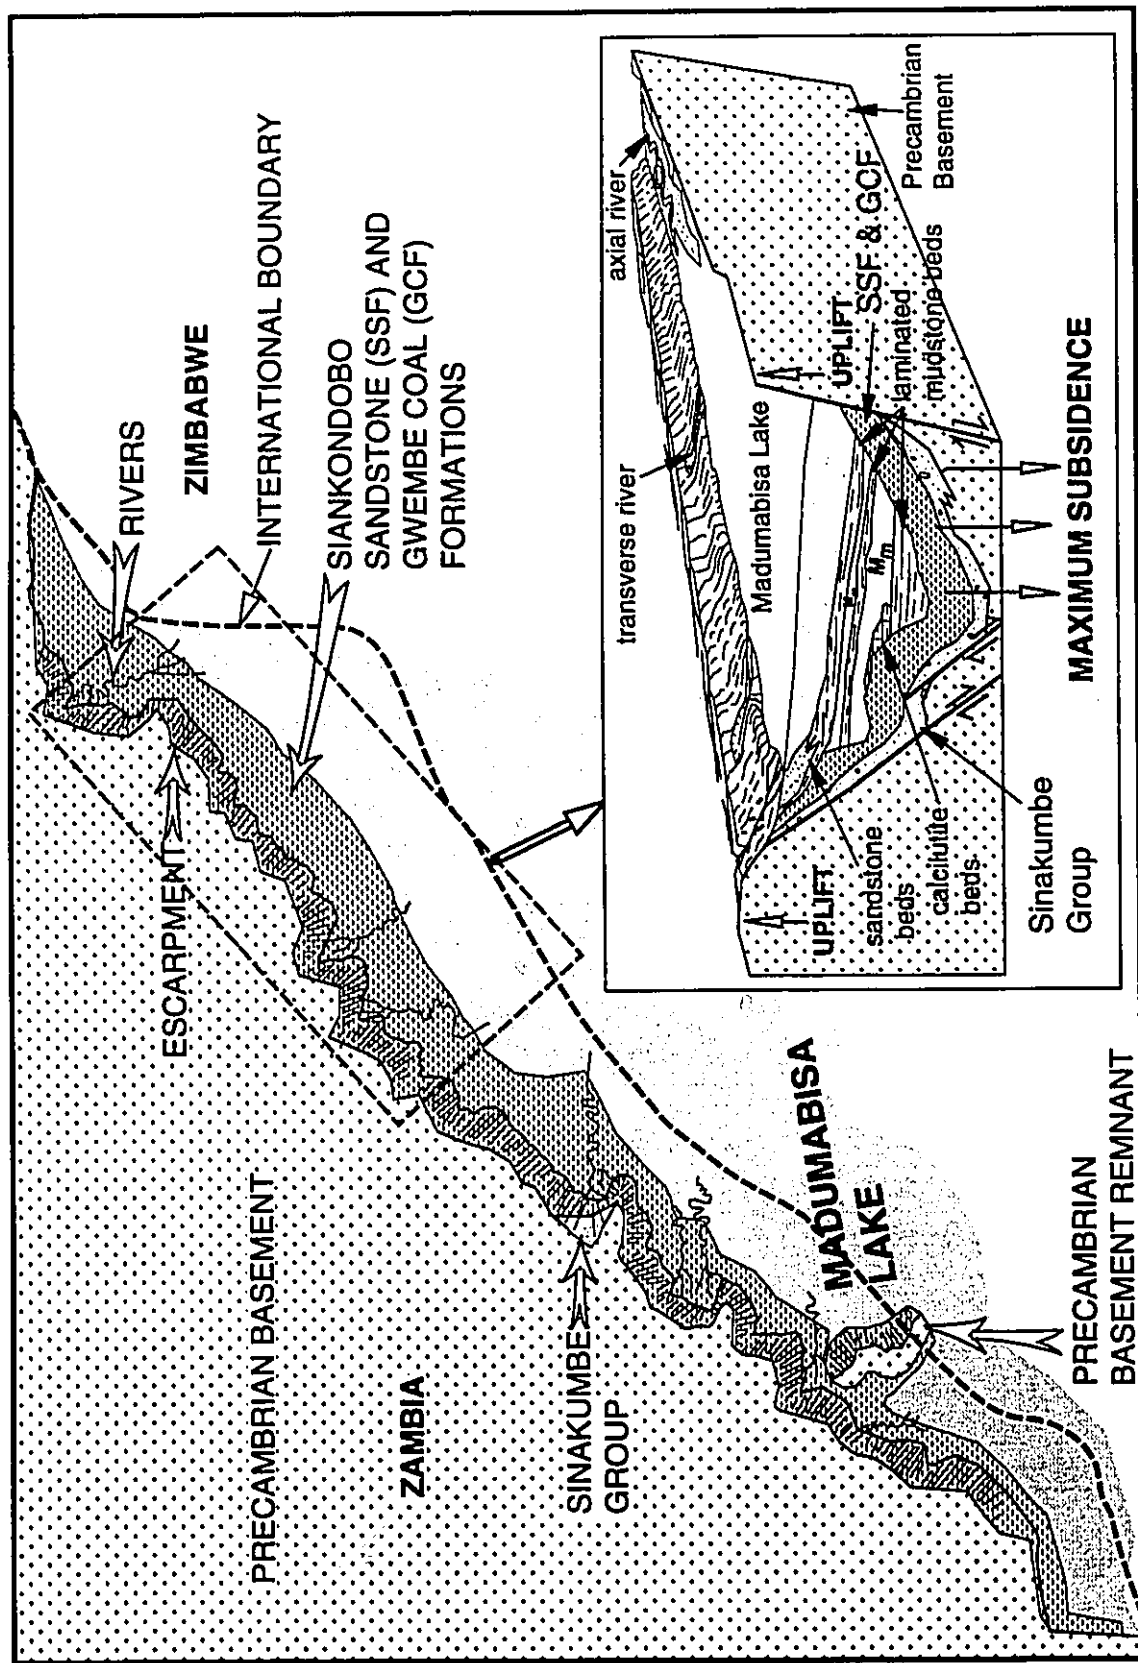 PRECAMBRIAN BASEMENT
ZAMBIA
ESCARPMENT
RIVERS
ZIMBABWE
INTERNATIONAL BOUNDARY
SIANKONDOBO
SANDSTONE (SSF) AND
GWEMBE COAL (GCF)
FORMATIONS
SINAKUMBE
GROUP
MADUMABISA
LAKE
PRECAMBRIAN
BASEMENT REMNANT
axial river
transverse river
Madumabisa Lake
UPLIFT
SSF & GCF
Precambrian
Basement
laminated
mudstone beds
Mm
UPLIFT
sandstone
beds
calcilutite
beds
Sinakumbe
Group
MAXIMUM SUBSIDENCE